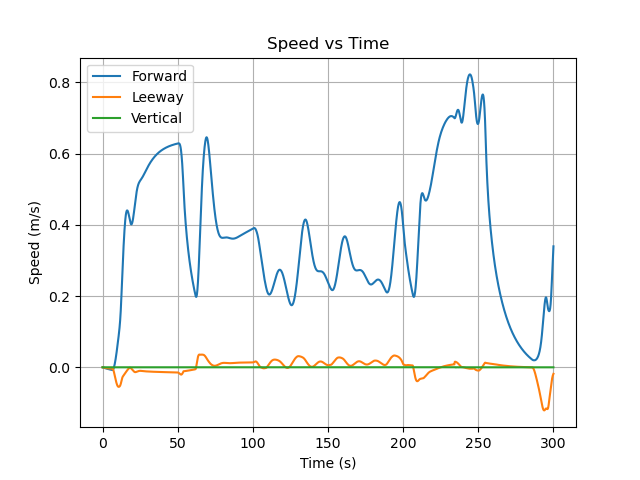 Speed vs Time
Forward
Leeway
Vertical
0.8
0.6
0.4
0.2
0.0
Speed (m/s)
0 50 100 150 200 250 300
Time (s)